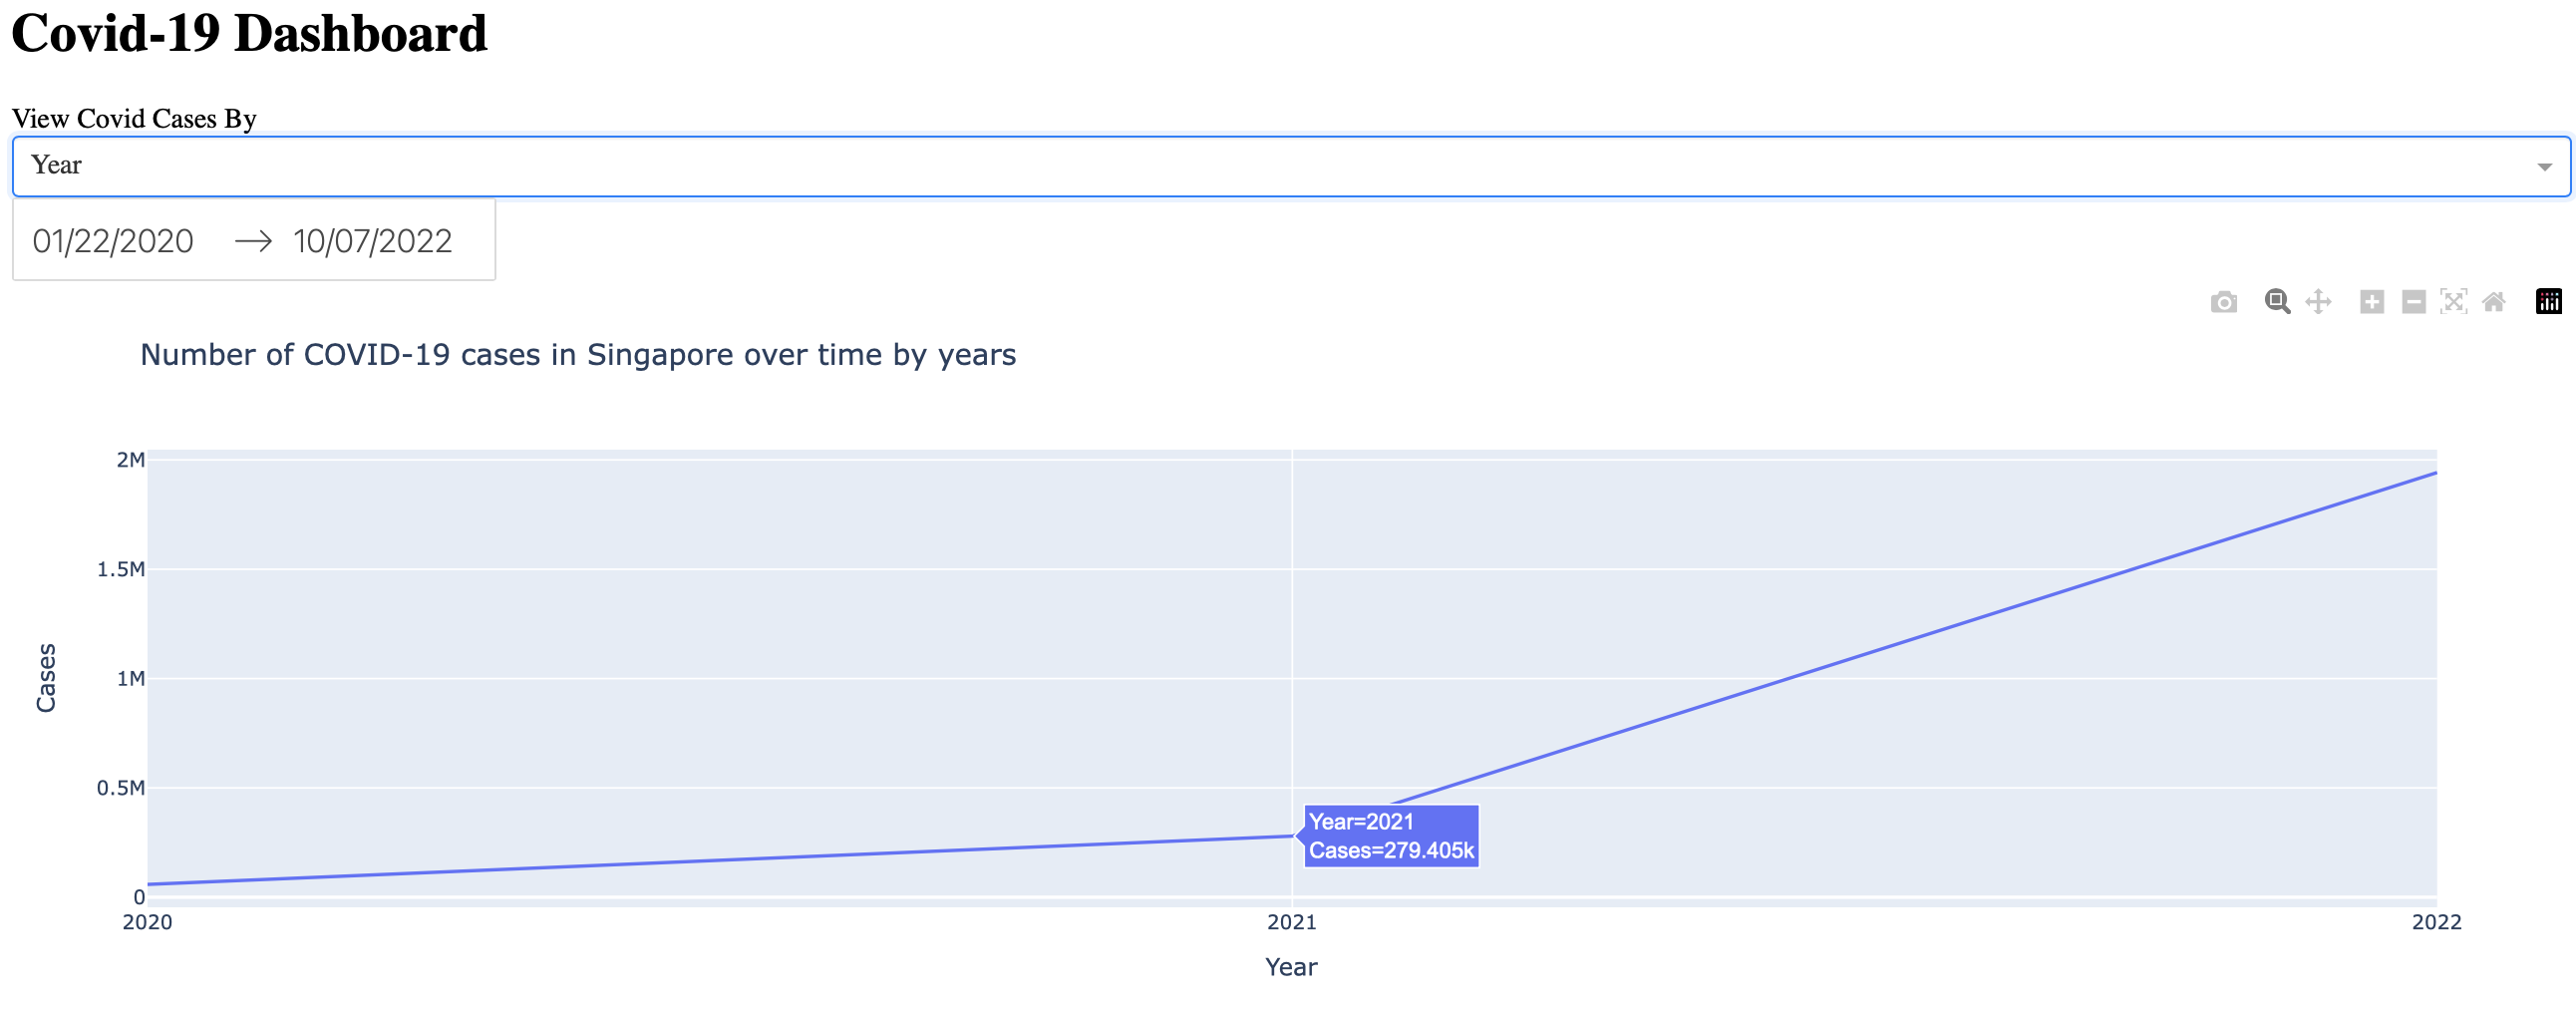 Covid-19 Dashboard
View Covid Cases By
Year
01/22/2020 → 10/07/2022
Number of COVID-19 cases in Singapore over time by years
2M
1.5M
1M
0.5M
0
Cases
Year=2021
Cases=279.405k
2020 2021 2022
Year